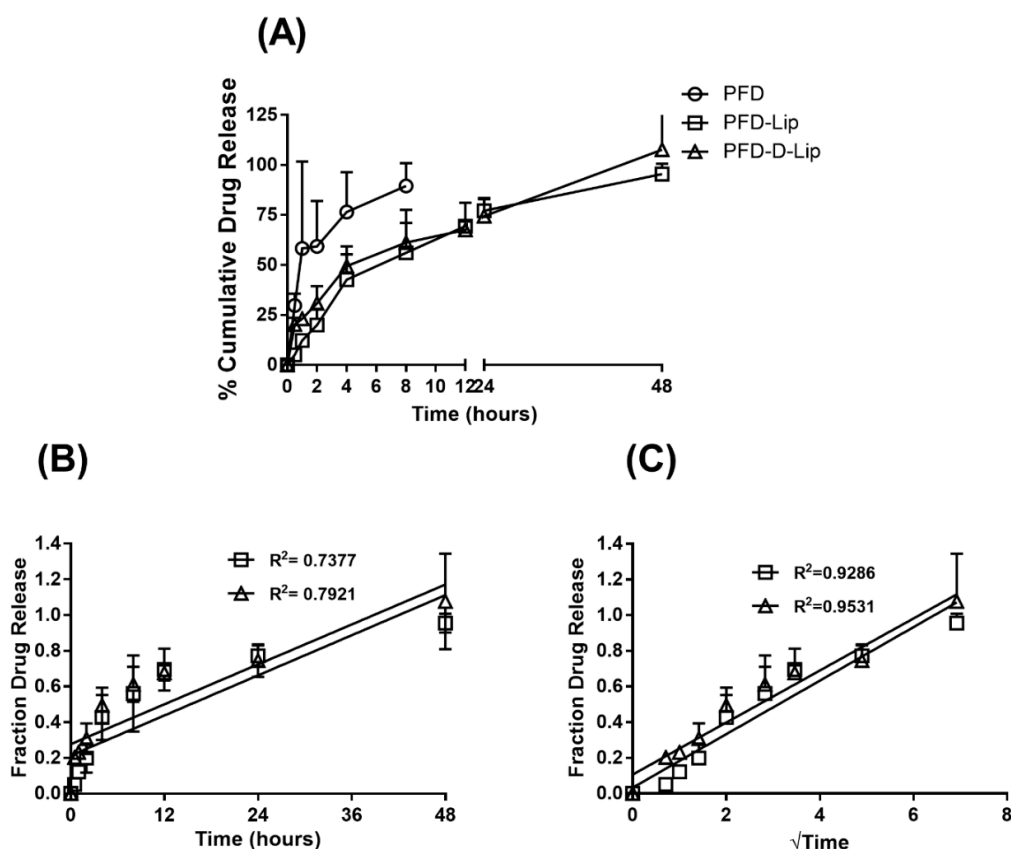 (A)
PFD
PFD-Lip
PFD-D-Lip
% Cumulative Drug Release
125
100
75
50
25
0
0 2 4 6 8 10 12 24 48
Time (hours)
(B)
Fraction Drug Release
1.4
1.2
1.0
0.8
0.6
0.4
0.2
0.0
R²= 0.7377
R²= 0.7921
0 12 24 36 48
Time (hours)
(C)
Fraction Drug Release
1.4
1.2
1.0
0.8
0.6
0.4
0.2
0.0
R²=0.9286
R²=0.9531
0 2 4 6 8
√Time